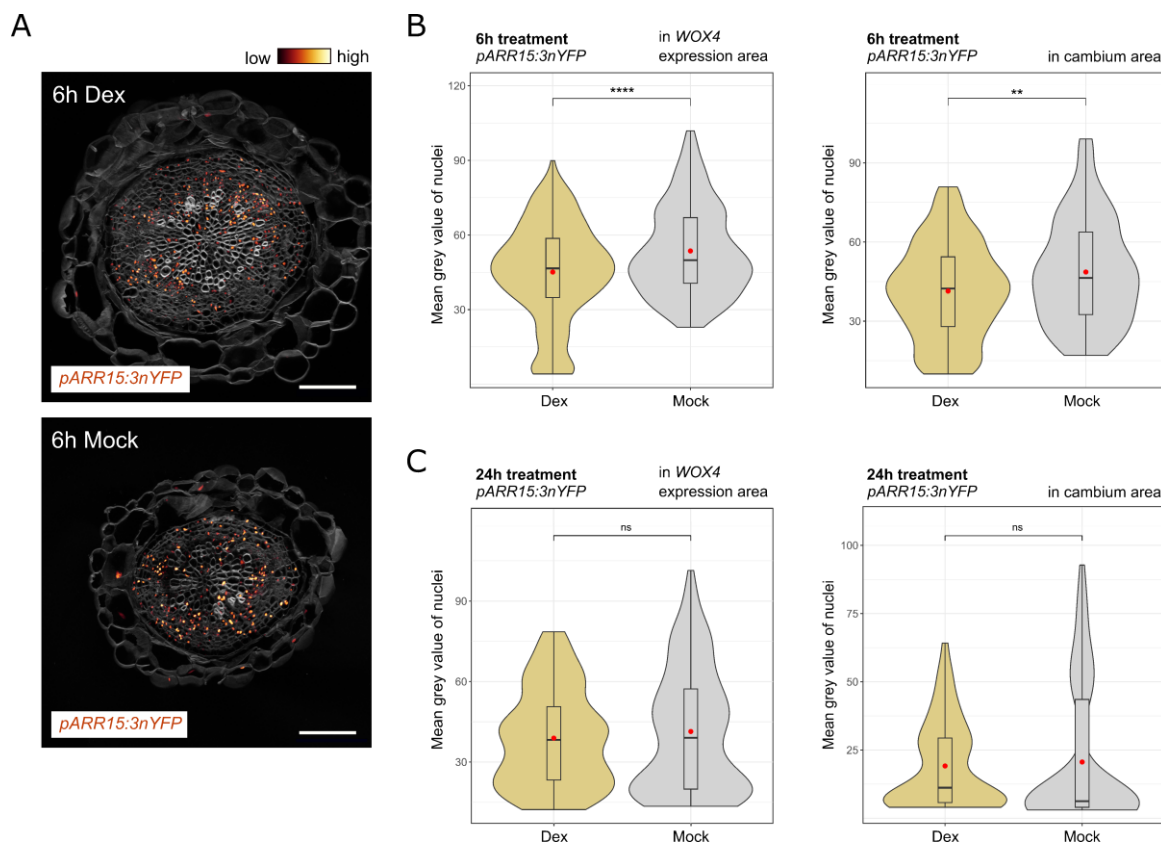 A
low high
6h Dex
pARR15:3nYFP
6h Mock
pARR15:3nYFP
B
6h treatment
pARR15:3nYFP
in WOX4
expression area
120
90
60
30
Mean grey value of nuclei
****
Dex Mock
6h treatment
pARR15:3nYFP
in cambium area
90
60
30
Mean grey value of nuclei
**
Dex Mock
C
24h treatment
pARR15:3nYFP
in WOX4
expression area
90
60
30
Mean grey value of nuclei
ns
Dex Mock
24h treatment
pARR15:3nYFP
in cambium area
100
75
50
25
Mean grey value of nuclei
ns
Dex Mock